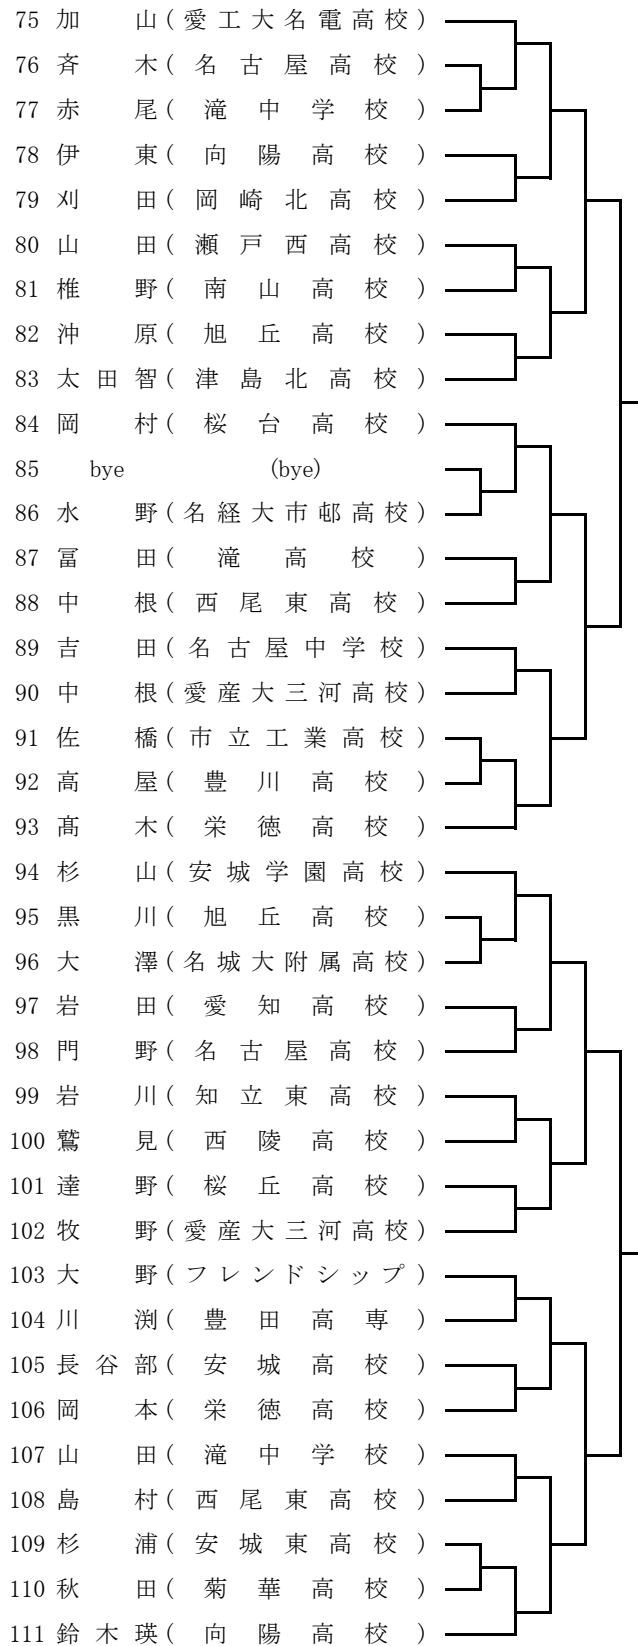 75 加山(愛工大名電高校)
76 斉木(名古屋高校)
77 赤尾(滝中学校)
78 伊東(向陽高校)
79 刈田(岡崎北高校)
80 山田(瀬戸西高校)
81 椎野(南山高校)
82 沖原(旭丘高校)
83 太田智(津島北高校)
84 岡村(桜台高校)
85 bye (bye)
86 水野(名経大市邨高校)
87 冨田(滝高校)
88 中根(西尾東高校)
89 吉田(名古屋中学校)
90 中根(愛産大三河高校)
91 佐橋(市立工業高校)
92 高屋(豊川高校)
93 髙木(栄徳高校)
94 杉山(安城学園高校)
95 黒川(旭丘高校)
96 大澤(名城大附属高校)
97 岩田(愛知高校)
98 門野(名古屋高校)
99 岩川(知立東高校)
100 鷲見(西陵高校)
101 達野(桜丘高校)
102 牧野(愛産大三河高校)
103 大野(フレンドシップ)
104 川渕(豊田高専)
105 長谷部(安城高校)
106 岡本(栄徳高校)
107 山田(滝中学校)
108 島村(西尾東高校)
109 杉浦(安城東高校)
110 秋田(菊華高校)
111 鈴木瑛(向陽高校)